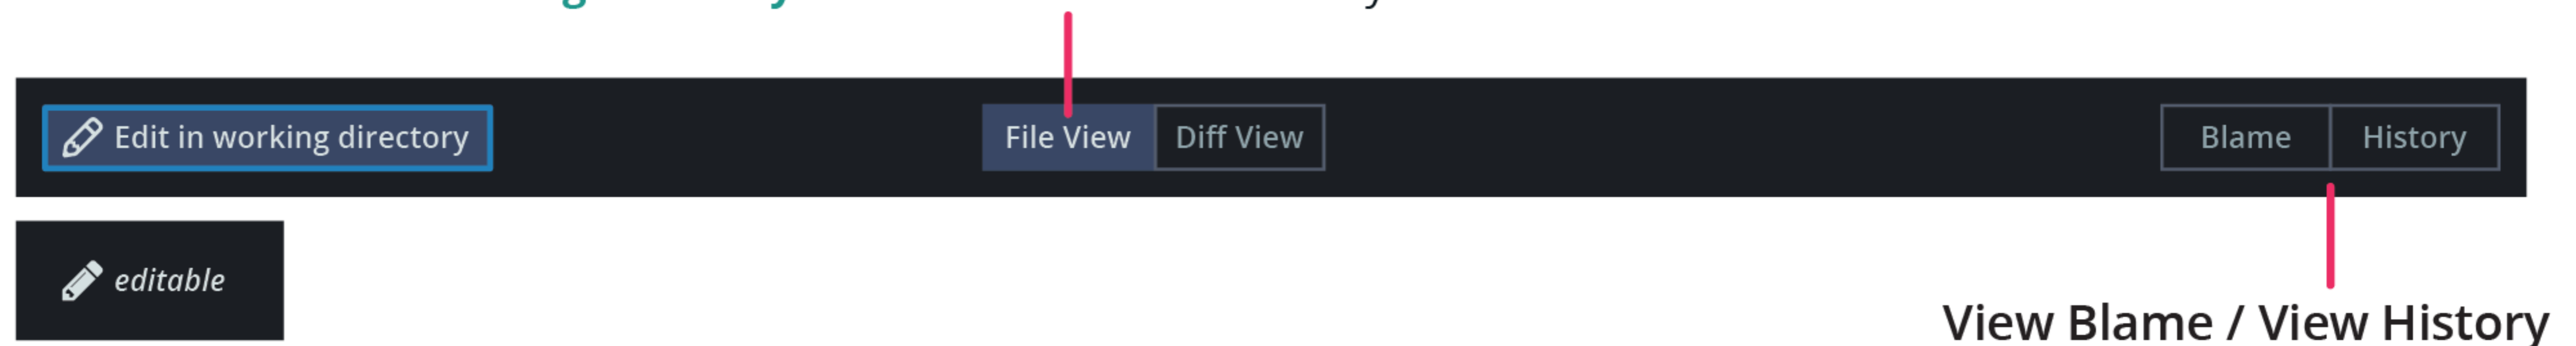 Edit in working directory File View Diff View Blame History
editable
View Blame / View History